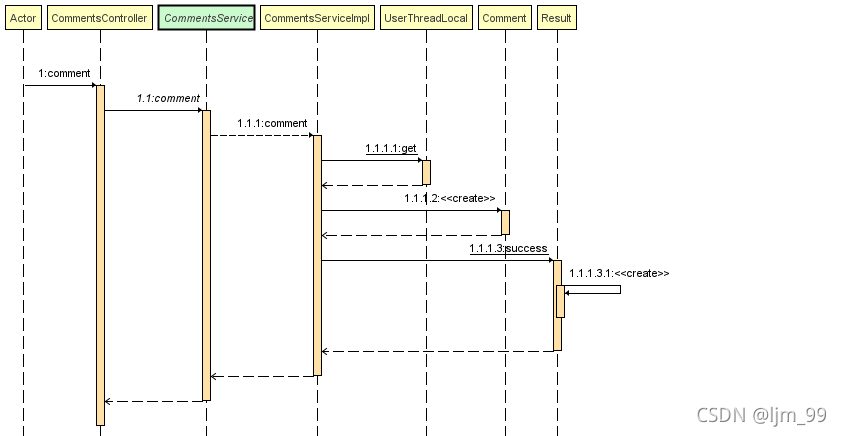 Actor
CommentsController
CommentsService
CommentsServiceImpl
UserThreadLocal
Comment
Result
1:comment
1.1:comment
1.1.1:comment
1.1.1.1:get
1.1.1.2:<<create>>
1.1.1.3:success
1.1.1.3.1:<<create>>
CSDN @ljm_99